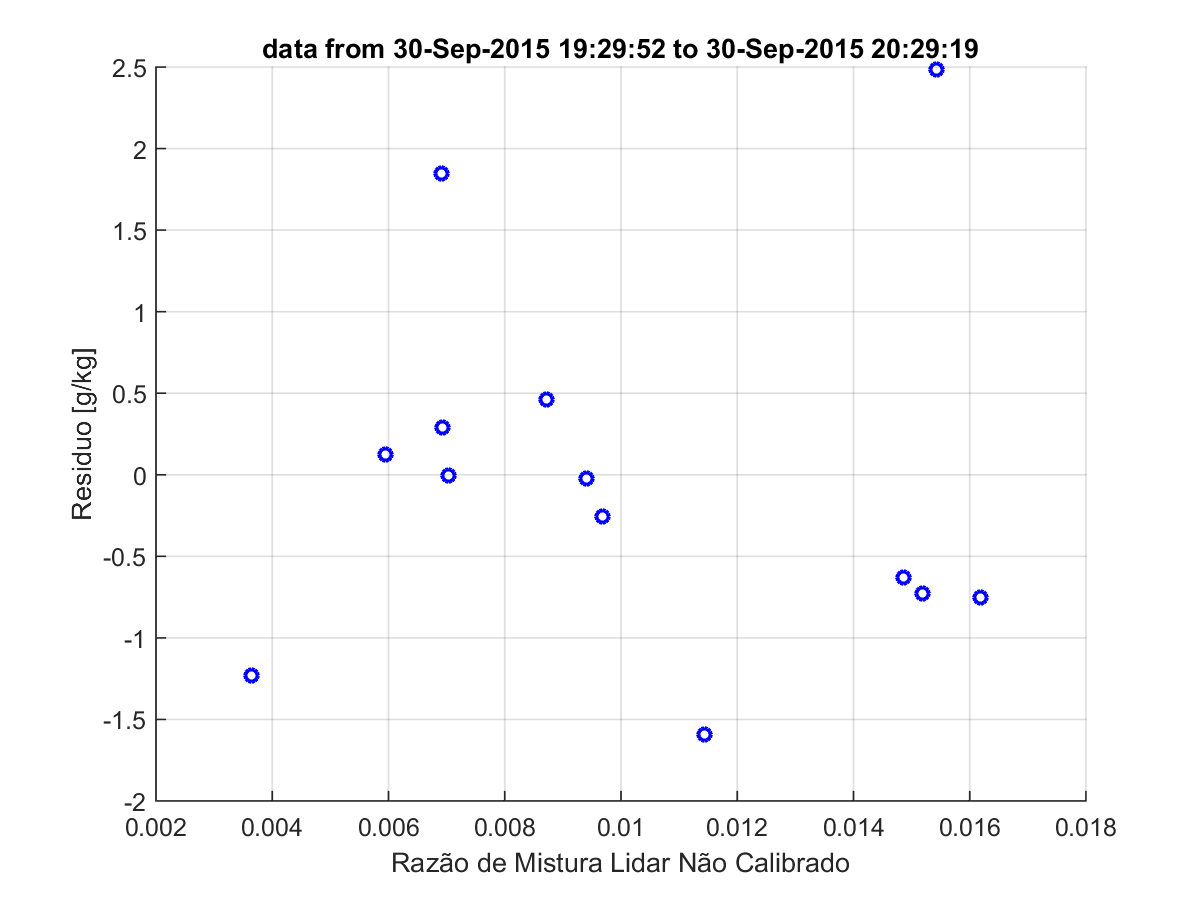 data from 30-Sep-2015 19:29:52 to 30-Sep-2015 20:29:19
2.5
2
1.5
1
0.5
0
-0.5
-1
-1.5
-2
Residuo [g/kg]
0.002 0.004 0.006 0.008 0.01 0.012 0.014 0.016 0.018
Razão de Mistura Lidar Não Calibrado